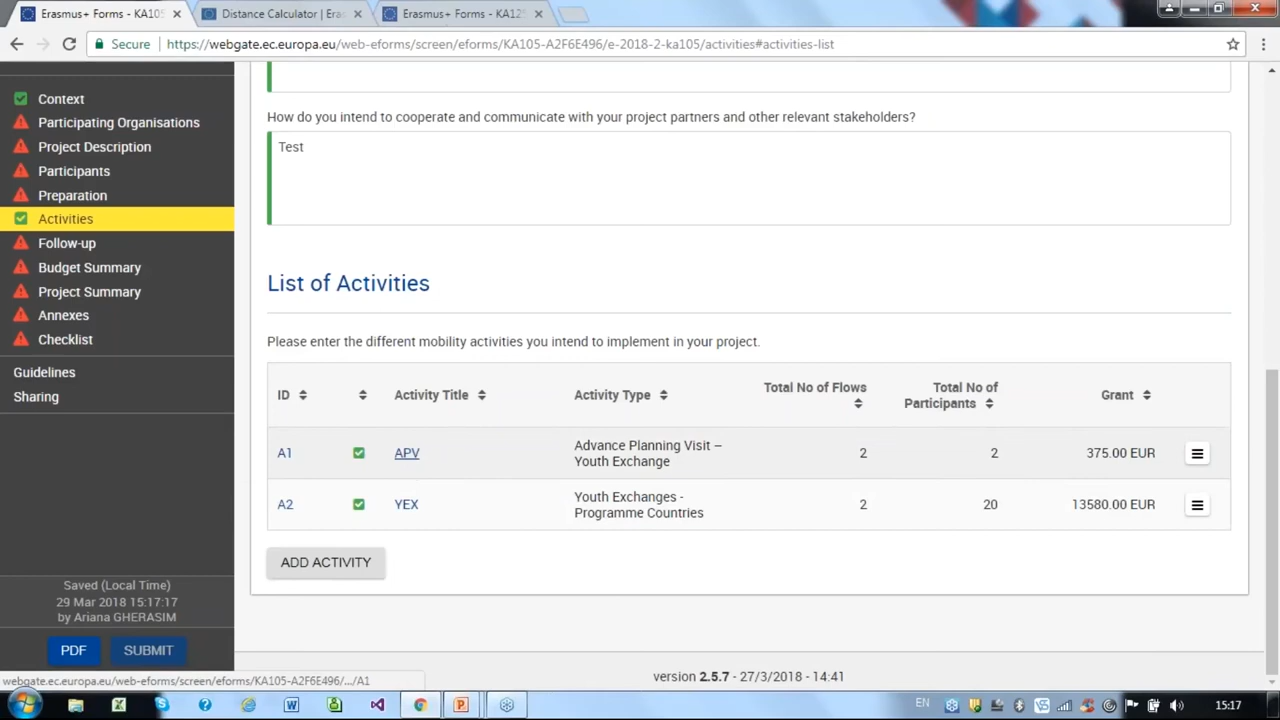 Erasmus+ Forms - KA105
Distance Calculator | Eras
Erasmus+ Forms - KA125
Secure
https://webgate.ec.europa.eu/web-eforms/screen/eforms/KA105-A2F6E496/e-2018-2-ka105/activities#activities-list
Context
Participating Organisations
Project Description
Participants
Preparation
Activities
Follow-up
Budget Summary
Project Summary
Annexes
Checklist
Guidelines
Sharing
Saved (Local Time)
29 Mar 2018 15:17:17
by Ariana GHERASIM
PDF
SUBMIT
How do you intend to cooperate and communicate with your project partners and other relevant stakeholders?
Test
List of Activities
Please enter the different mobility activities you intend to implement in your project.
ID
Activity Title
Activity Type
Total No of Flows
Total No of
Participants
Grant
A1
APV
Advance Planning Visit –
Youth Exchange
2
2
375.00 EUR
A2
YEX
Youth Exchanges -
Programme Countries
2
20
13580.00 EUR
ADD ACTIVITY
version 2.5.7 - 27/3/2018 - 14:41
webgate.ec.europa.eu/web-eforms/screen/eforms/KA105-A2F6E496/.../A1
EN
15:17